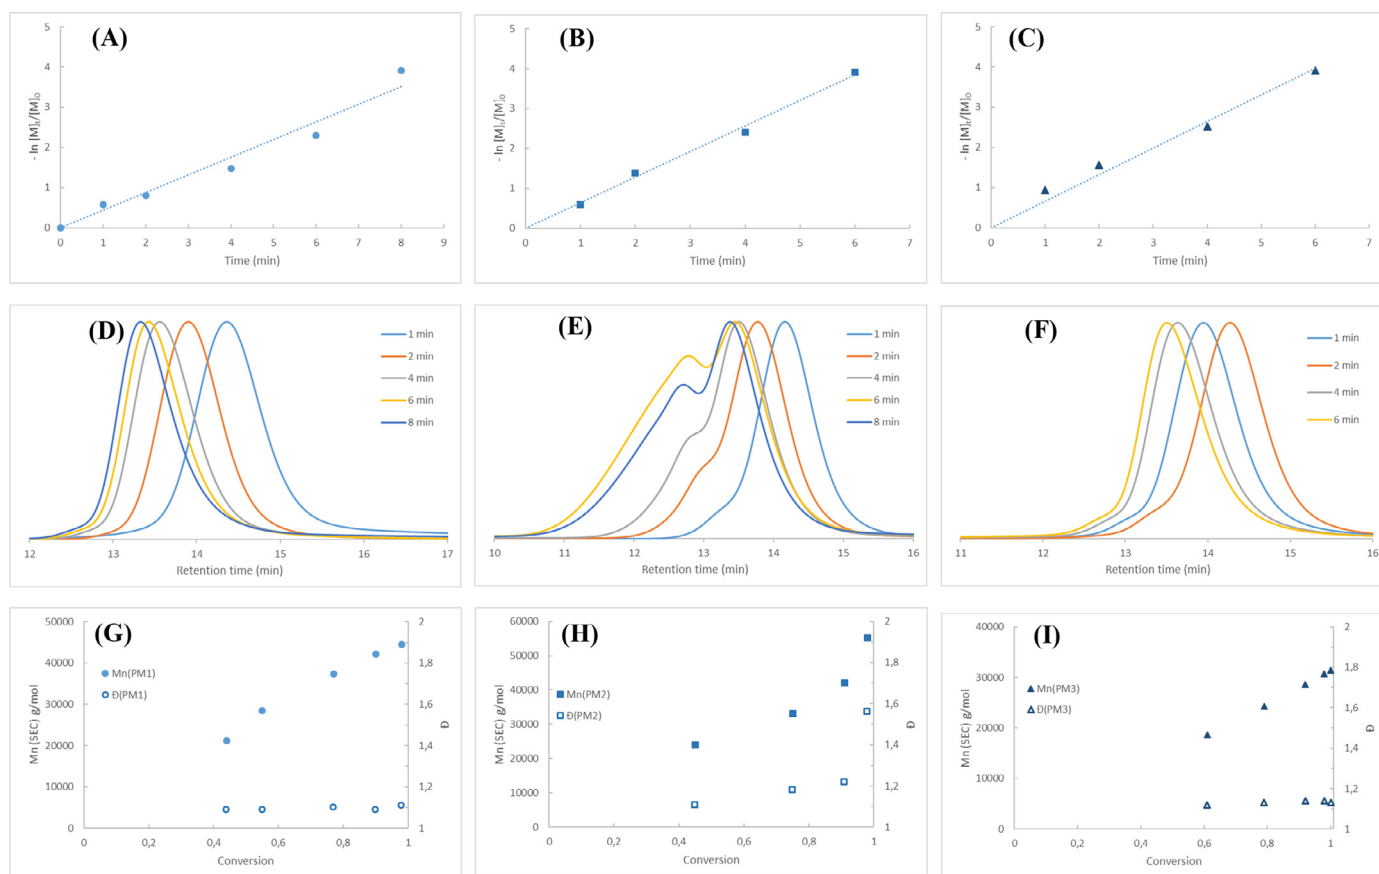 (A)
- ln [M]t/[M]0
5
4
3
2
1
0
0 1 2 3 4 5 6 7 8 9
Time (min)
(B)
- ln [M]t/[M]0
5
4
3
2
1
0
0 1 2 3 4 5 6 7
Time (min)
(C)
- ln [M]t/[M]0
5
4
3
2
1
0
0 1 2 3 4 5 6 7
Time (min)
(D)
1 min
2 min
4 min
6 min
8 min
12 13 14 15 16 17
Retention time (min)
(E)
1 min
2 min
4 min
6 min
8 min
10 11 12 13 14 15 16
Retention time (min)
(F)
1 min
2 min
4 min
6 min
11 12 13 14 15 16
Retention time (min)
(G)
Mn (SEC) g/mol
50000
40000
30000
20000
10000
0
Mn(PM1)
Đ(PM1)
2
1,8
1,6
1,4
1,2
1
Đ
0 0,2 0,4 0,6 0,8 1
Conversion
(H)
Mn (SEC) g/mol
60000
50000
40000
30000
20000
10000
0
Mn(PM2)
Đ(PM2)
2
1,8
1,6
1,4
1,2
1
Đ
0 0,2 0,4 0,6 0,8 1
Conversion
(I)
Mn (SEC) g/mol
40000
30000
20000
10000
0
Mn(PM3)
Đ(PM3)
2
1,8
1,6
1,4
1,2
1
Đ
0 0,2 0,4 0,6 0,8 1
Conversion